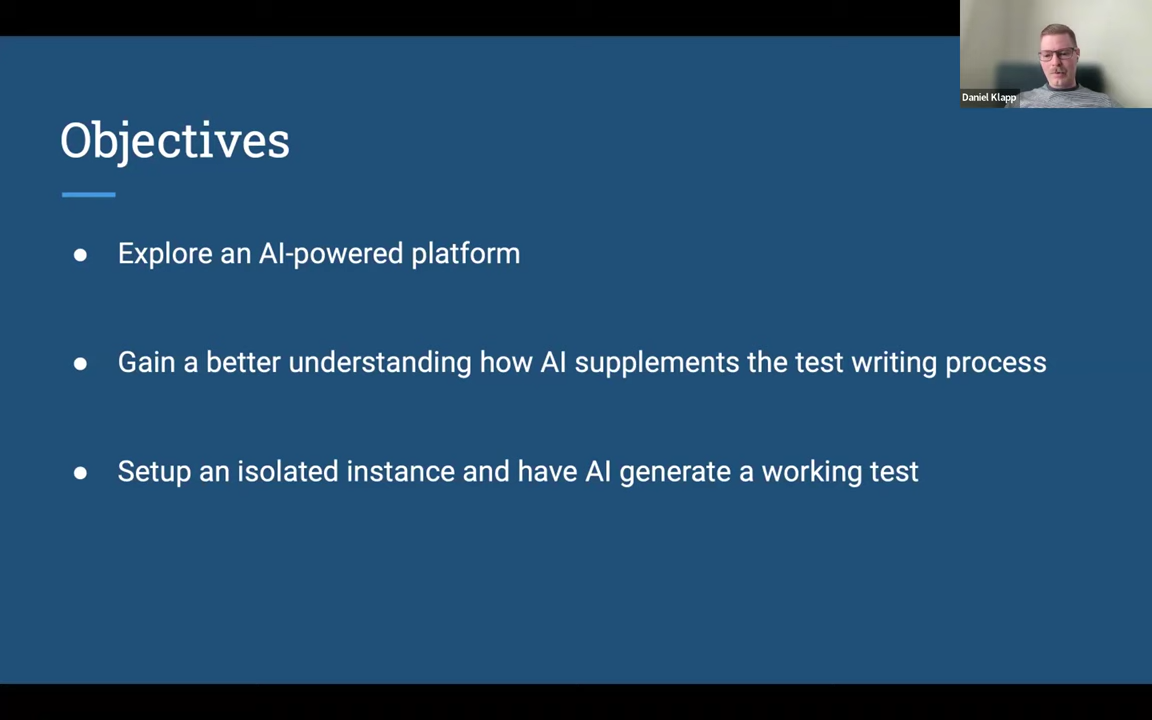 Daniel Klapp
Objectives
● Explore an AI-powered platform
● Gain a better understanding how AI supplements the test writing process
● Setup an isolated instance and have AI generate a working test